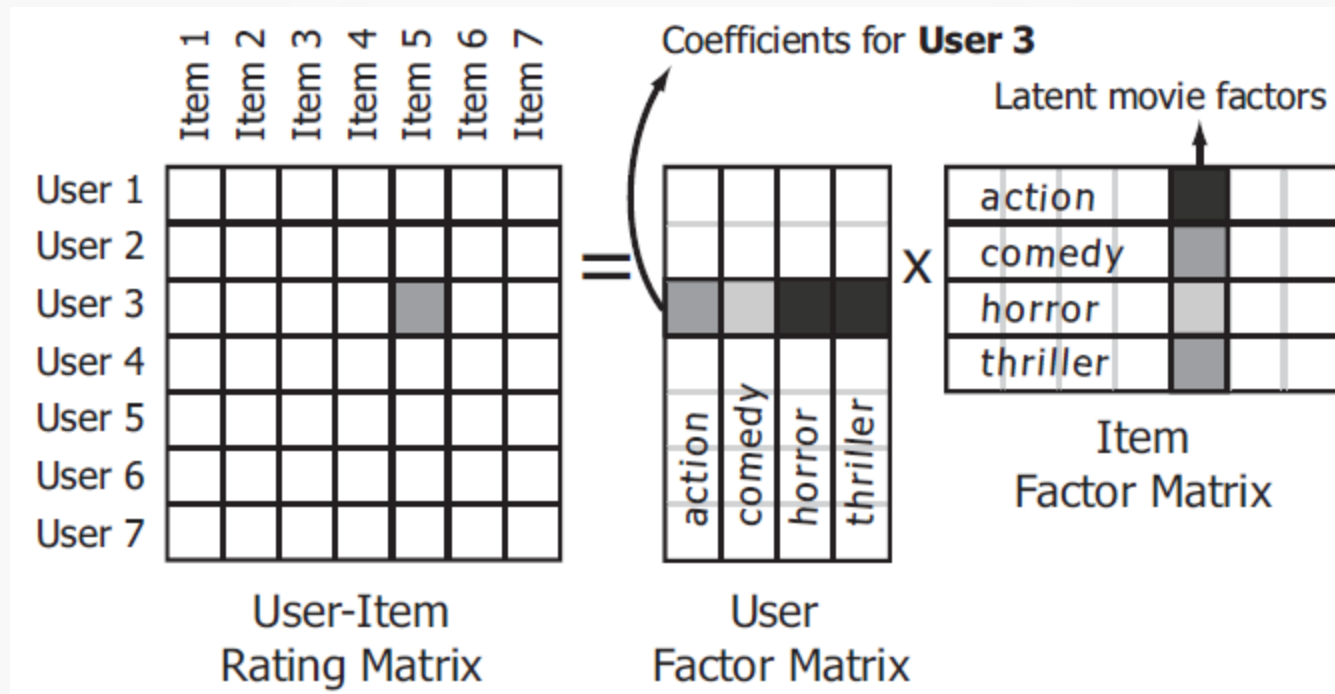 Item 1
Item 2
Item 3
Item 4
Item 5
Item 6
Item 7
Coefficients for User 3
Latent movie factors
User 1
User 2
User 3
User 4
User 5
User 6
User 7
=
action
comedy
horror
thriller
x
action
comedy
horror
thriller
User-Item
Rating Matrix
User
Factor Matrix
Item
Factor Matrix